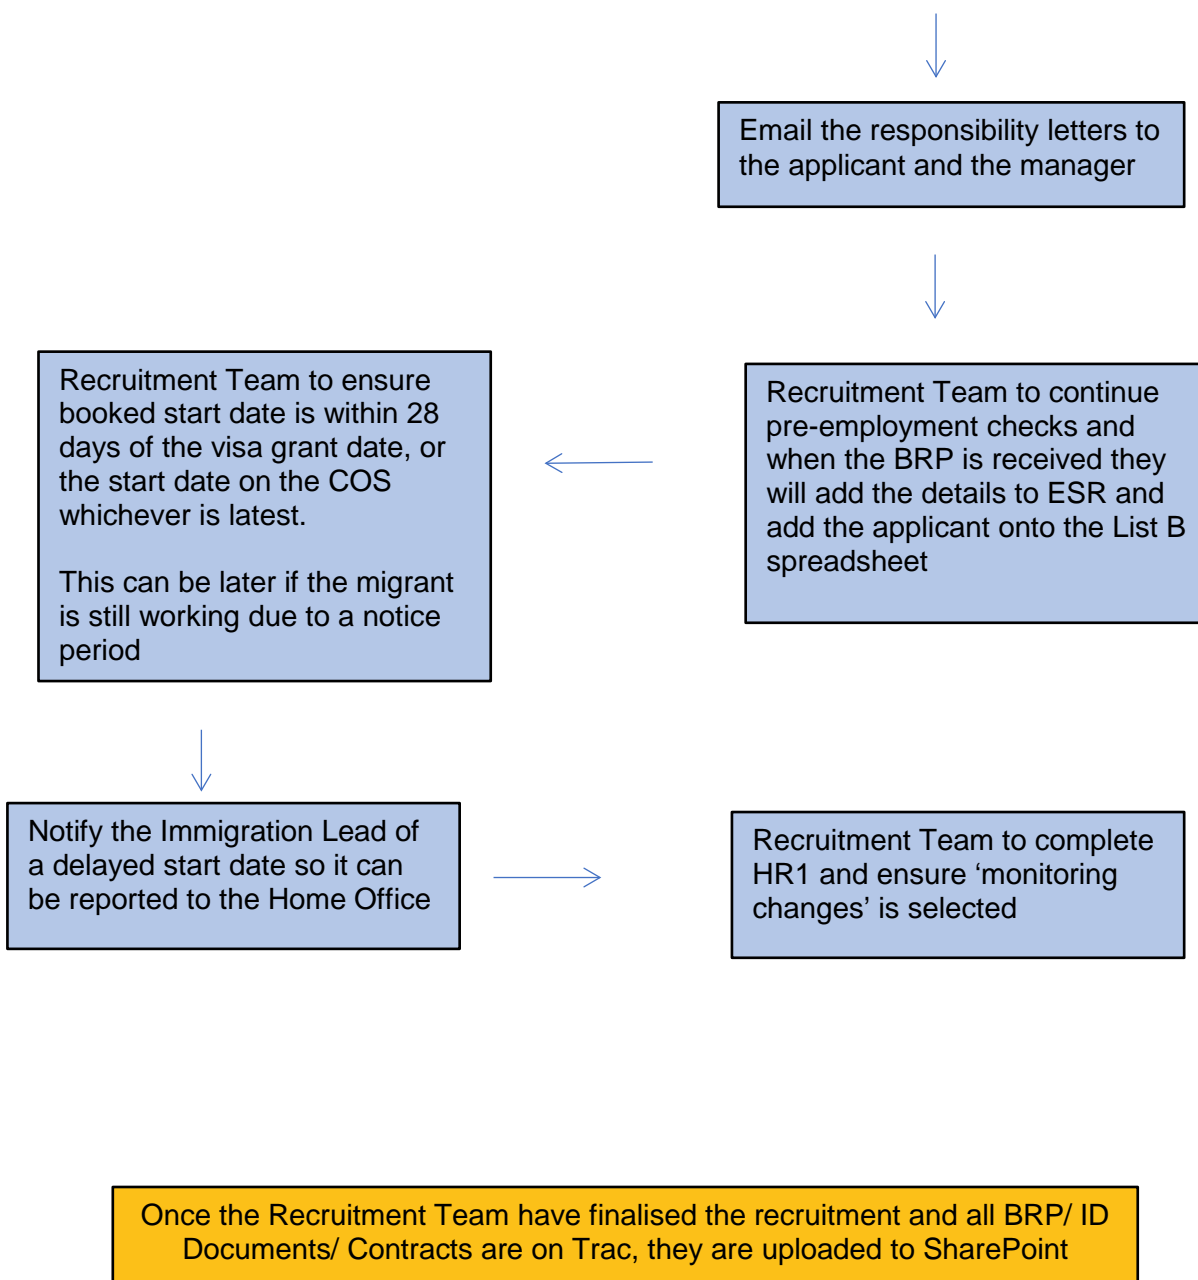 Email the responsibility letters to
the applicant and the manager
Recruitment Team to continue
pre-employment checks and
when the BRP is received they
will add the details to ESR and
add the applicant onto the List B
spreadsheet
Recruitment Team to ensure
booked start date is within 28
days of the visa grant date, or
the start date on the COS
whichever is latest.
This can be later if the migrant
is still working due to a notice
period
Notify the Immigration Lead of
a delayed start date so it can
be reported to the Home Office
Recruitment Team to complete
HR1 and ensure ‘monitoring
changes’ is selected
Once the Recruitment Team have finalised the recruitment and all BRP/ ID
Documents/ Contracts are on Trac, they are uploaded to SharePoint